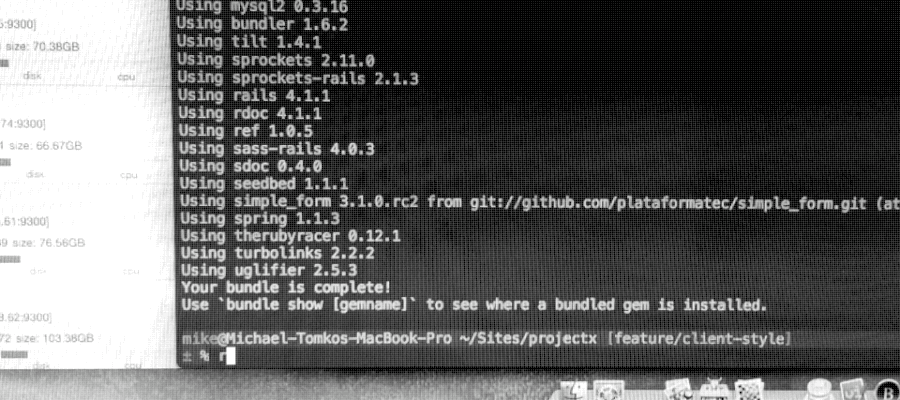 :9300]
size: 70.38GB
disk cpu
74:9300]
size: 66.67GB
disk cpu
.61:9300]
size: 76.56GB
disk cpu
3.62:9300]
72 size: 103.38GB
disk cpu
Using mysql2 0.3.16
Using bundler 1.6.2
Using tilt 1.4.1
Using sprockets 2.11.0
Using sprockets-rails 2.1.3
Using rails 4.1.1
Using rdoc 4.1.1
Using ref 1.0.5
Using sass-rails 4.0.3
Using sdoc 0.4.0
Using seedbed 1.1.1
Using simple_form 3.1.0.rc2 from git://github.com/plataformatec/simple_form.git (at
Using spring 1.1.3
Using therubyracer 0.12.1
Using turbolinks 2.2.2
Using uglifier 2.5.3
Your bundle is complete!
Use `bundle show [gemname]` to see where a bundled gem is installed.
mike@Michael-Tomkos-MacBook-Pro ~/Sites/projectx [feature/client-style]
± % r
B